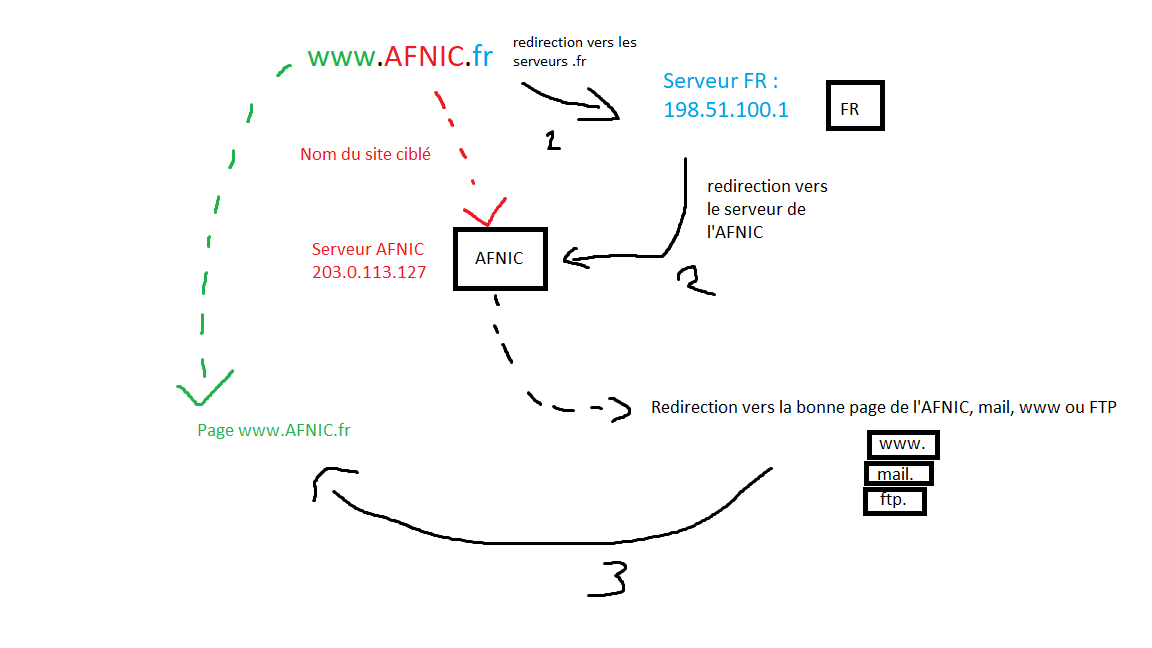 www.AFNIC.fr
redirection vers les
serveurs .fr
Serveur FR :
198.51.100.1
FR
1
Nom du site ciblé
redirection vers
le serveur de
l'AFNIC
Serveur AFNIC
203.0.113.127
AFNIC
2
Redirection vers la bonne page de l'AFNIC, mail, www ou FTP
Page www.AFNIC.fr
www.
mail.
ftp.
3